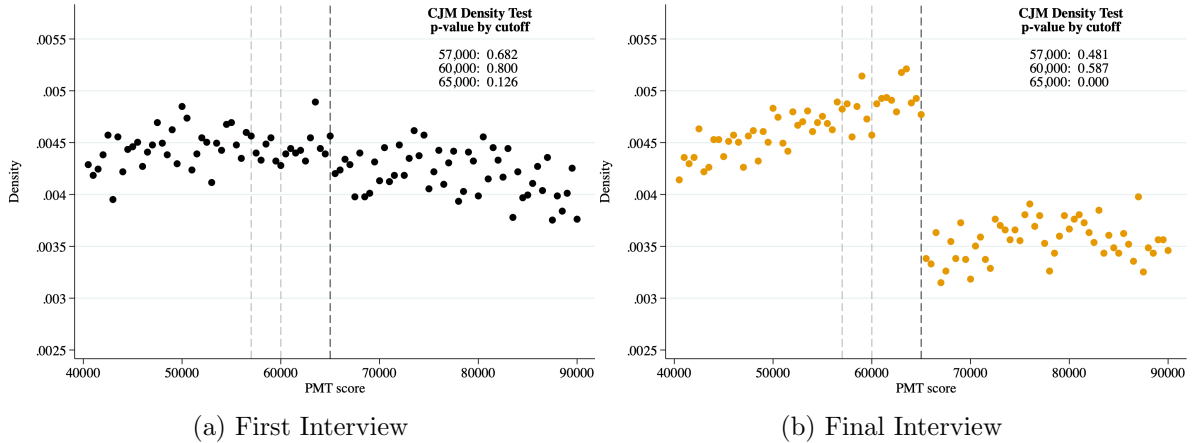 CJM Density Test
p-value by cutoff
57,000: 0.682
60,000: 0.800
65,000: 0.126
.0055
.005
.0045
.004
.0035
.003
.0025
Density
40000 50000 60000 70000 80000 90000
PMT score
(a) First Interview
CJM Density Test
p-value by cutoff
57,000: 0.481
60,000: 0.587
65,000: 0.000
.0055
.005
.0045
.004
.0035
.003
.0025
Density
40000 50000 60000 70000 80000 90000
PMT score
(b) Final Interview